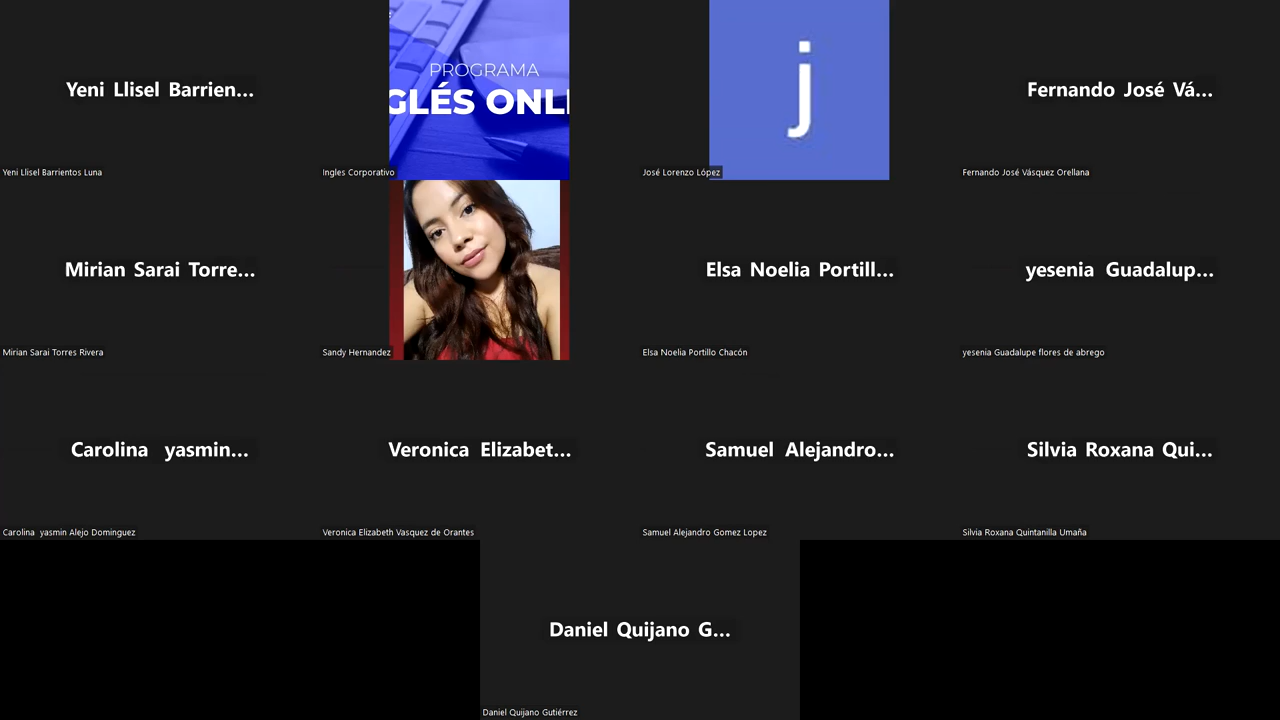 Yeni Llisel Barrien...
PROGRAMA
GLÉS ONLI
j
Fernando José Vá...
Yeni Llisel Barrientos Luna
Ingles Corporativo
José Lorenzo López
Fernando José Vásquez Orellana
Mirian Sarai Torre...
Elsa Noelia Portill...
yesenia Guadalup...
Mirian Sarai Torres Rivera
Sandy Hernandez
Elsa Noelia Portillo Chacón
yesenia Guadalupe flores de abrego
Carolina yasmin...
Veronica Elizabet...
Samuel Alejandro...
Silvia Roxana Qui...
Carolina yasmin Alejo Dominguez
Veronica Elizabeth Vasquez de Orantes
Samuel Alejandro Gomez Lopez
Silvia Roxana Quintanilla Umaña
Daniel Quijano G...
Daniel Quijano Gutiérrez